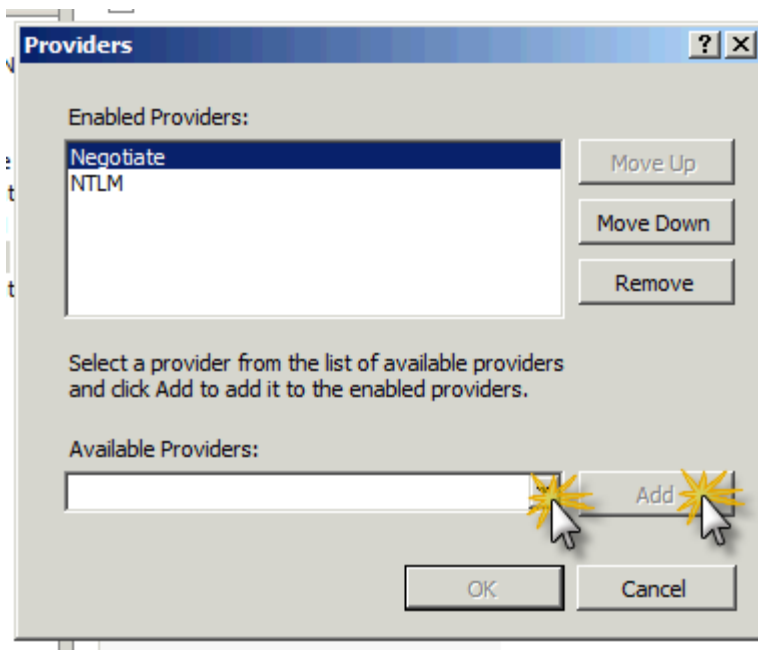 Providers
Enabled Providers:
Negotiate
NTLM
Move Up
Move Down
Remove
Select a provider from the list of available providers
and click Add to add it to the enabled providers.
Available Providers:
Add
OK
Cancel